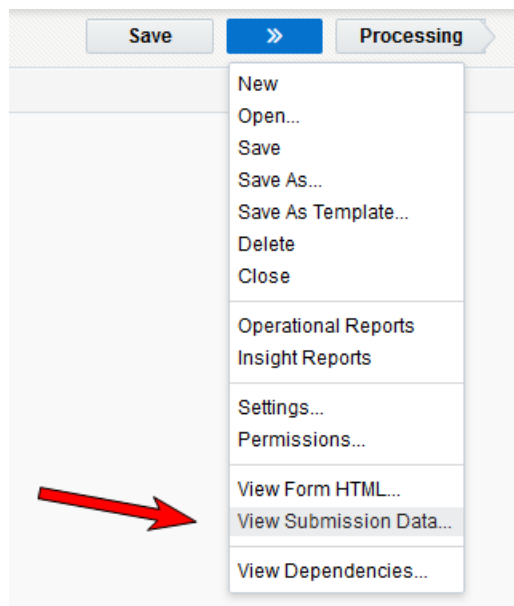 Save
»
Processing
New
Open...
Save
Save As...
Save As Template...
Delete
Close
Operational Reports
Insight Reports
Settings...
Permissions...
View Form HTML...
View Submission Data...
View Dependencies...